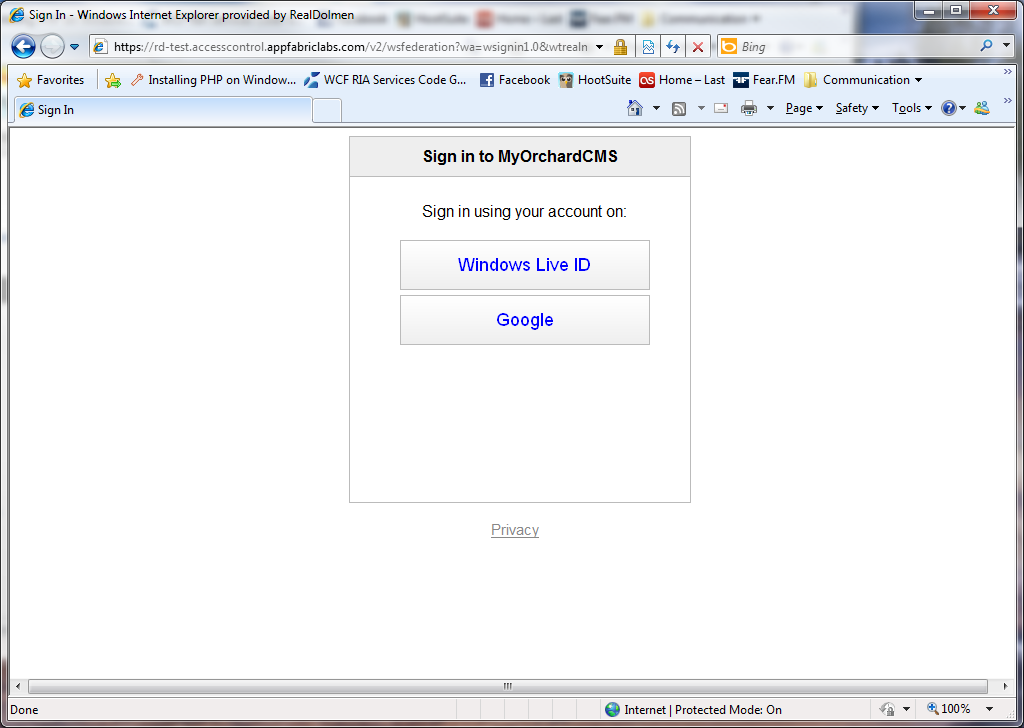 Sign In - Windows Internet Explorer provided by RealDolmen
https://rd-test.accesscontrol.appfabriclabs.com/v2/wsfederation?wa=wsignin1.0&wtrealn
Bing
Favorites
Installing PHP on Window...
WCF RIA Services Code G...
Facebook
HootSuite
Home – Last
Fear.FM
Communication
Sign In
Page
Safety
Tools
Sign in to MyOrchardCMS
Sign in using your account on:
Windows Live ID
Google
Privacy
Done
Internet | Protected Mode: On
100%